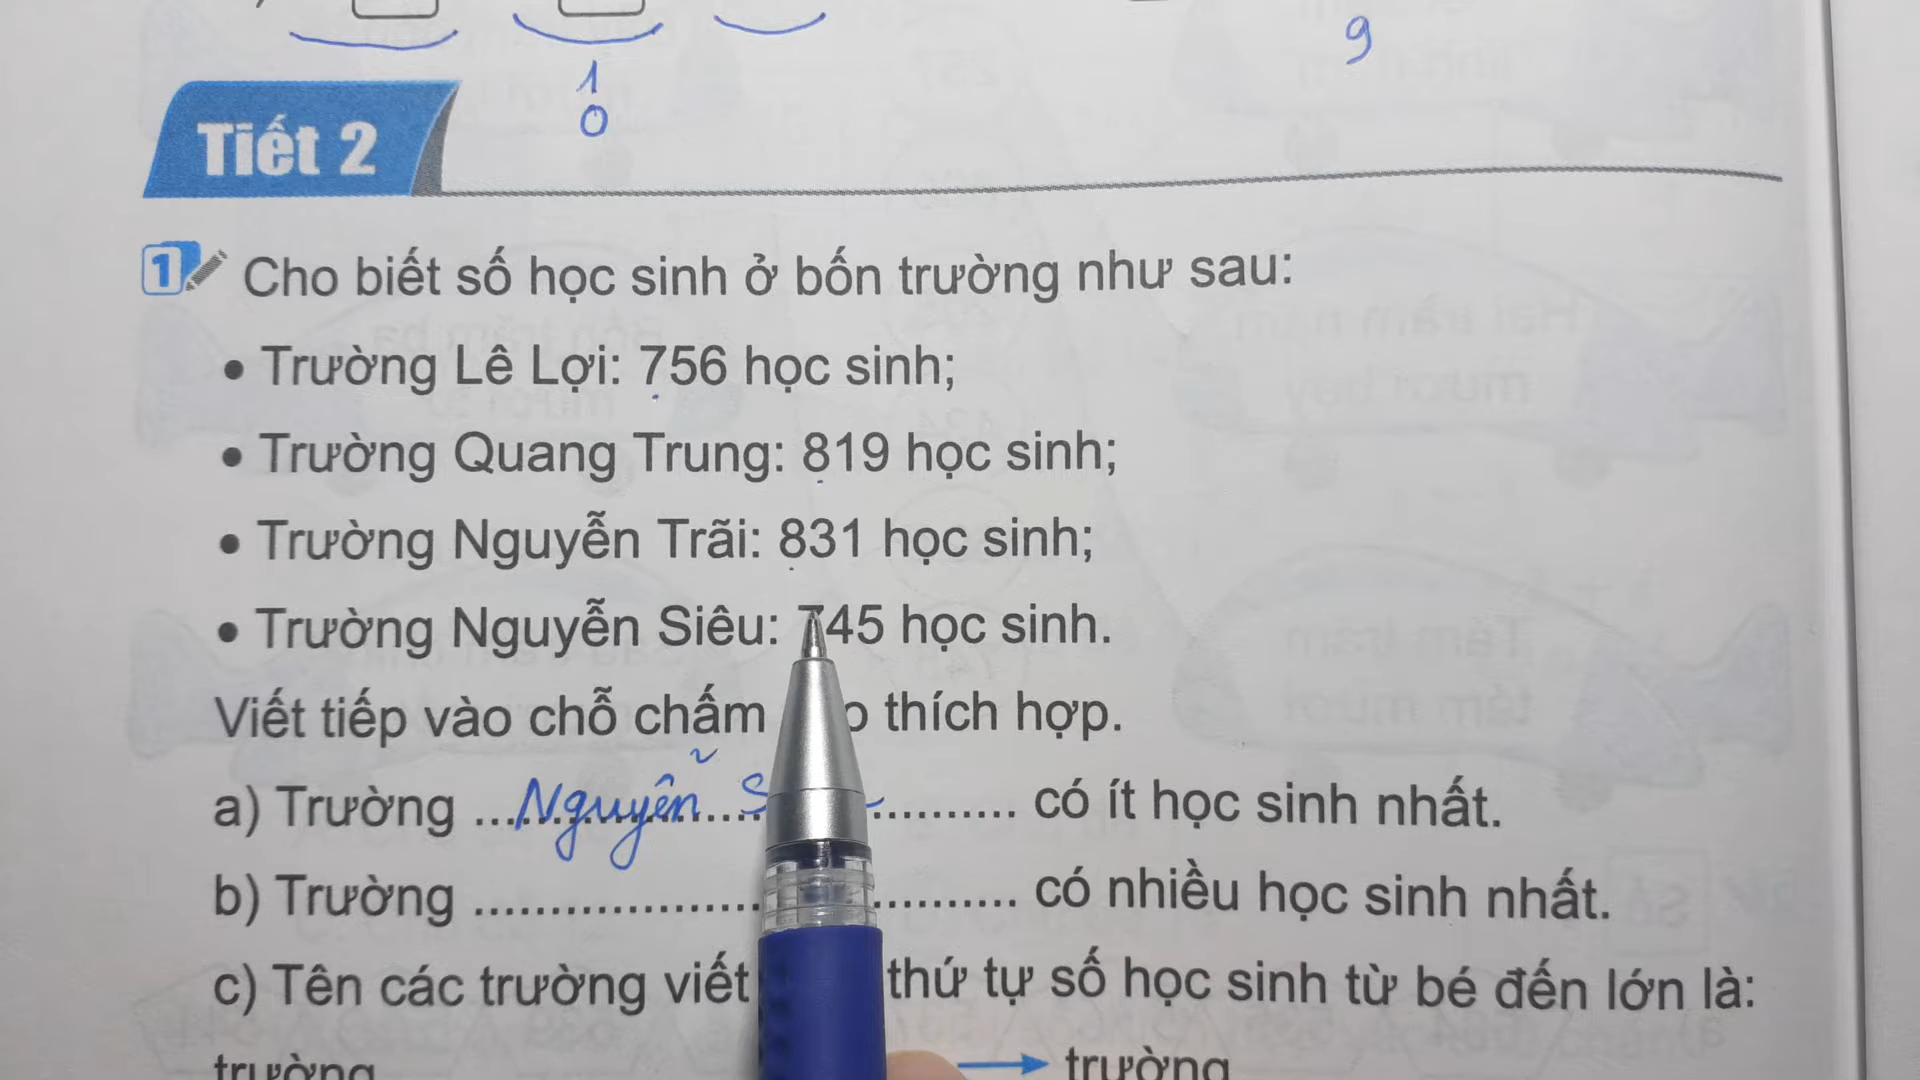 1
0
9
Tiết 2
1 Cho biết số học sinh ở bốn trường như sau:
• Trường Lê Lợi: 756 học sinh;
• Trường Quang Trung: 819 học sinh;
• Trường Nguyễn Trãi: 831 học sinh;
• Trường Nguyễn Siêu: 745 học sinh.
Viết tiếp vào chỗ chấm thích hợp.
a) Trường ...Nguyễn ... có ít học sinh nhất.
b) Trường ........................ có nhiều học sinh nhất.
c) Tên các trường viết thứ tự số học sinh từ bé đến lớn là:
trường → trường